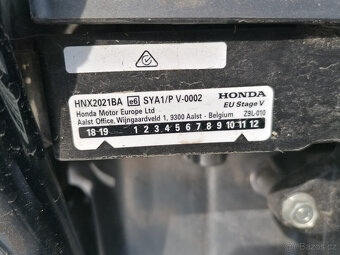 HNX2021BA e6 SYA1/P V-0002 HONDA
Honda Motor Europe Ltd EU Stage V
Aalst Office, Wijngaardveld 1, 9300 Aalst - Belgium Z9L-010
18-19 1 2 3 4 5 6 7 8 9 10 11 12